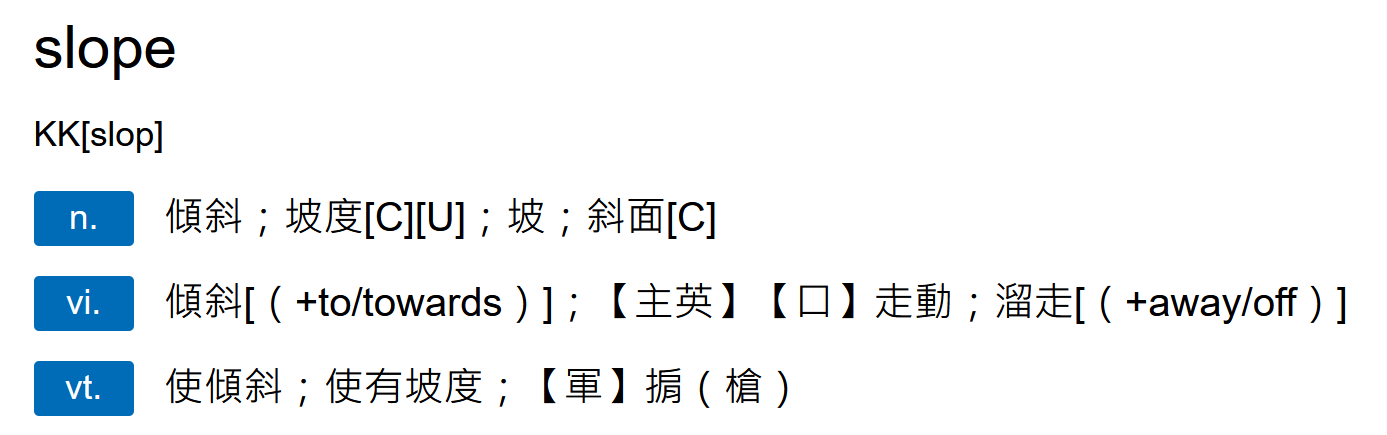 slope
KK[slop]
n. 傾斜；坡度[C][U]；坡；斜面[C]
vi. 傾斜[（+to/towards）]；【主英】【口】走動；溜走[（+away/off）]
vt. 使傾斜；使有坡度；【軍】掮（槍）